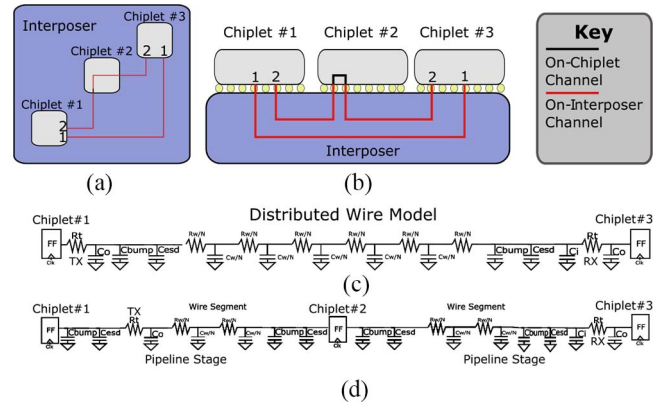 Interposer
Chiplet #3
2 1
Chiplet #2
Chiplet #1
2
1
(a)
Chiplet #1 Chiplet #2 Chiplet #3
1 2 2 1
Interposer
(b)
Key
On-Chiplet
Channel
On-Interposer
Channel
Distributed Wire Model
Chiplet#1 Chiplet#3
FF Rt Rw/N Rw/N Rw/N Rw/N Rw/N Rw/N Rt FF
Clk TX Co Cbump Cesd Cw/N Cw/N Cw/N Cw/N Cw/N Cbump Cesd Ci RX Co Clk
(c)
Chiplet#1 TX Wire Segment Chiplet#2 Wire Segment Chiplet#3
FF Cbump Cesd Rt Co Rw/N Rw/N Cw/N Cw/N Cbump Cesd FF Cbump Cesd Rw/N Rw/N Cw/N Cw/N Cbump Cesd Ci Rt Co FF
Clk Pipeline Stage Clk Pipeline Stage RX Clk
(d)